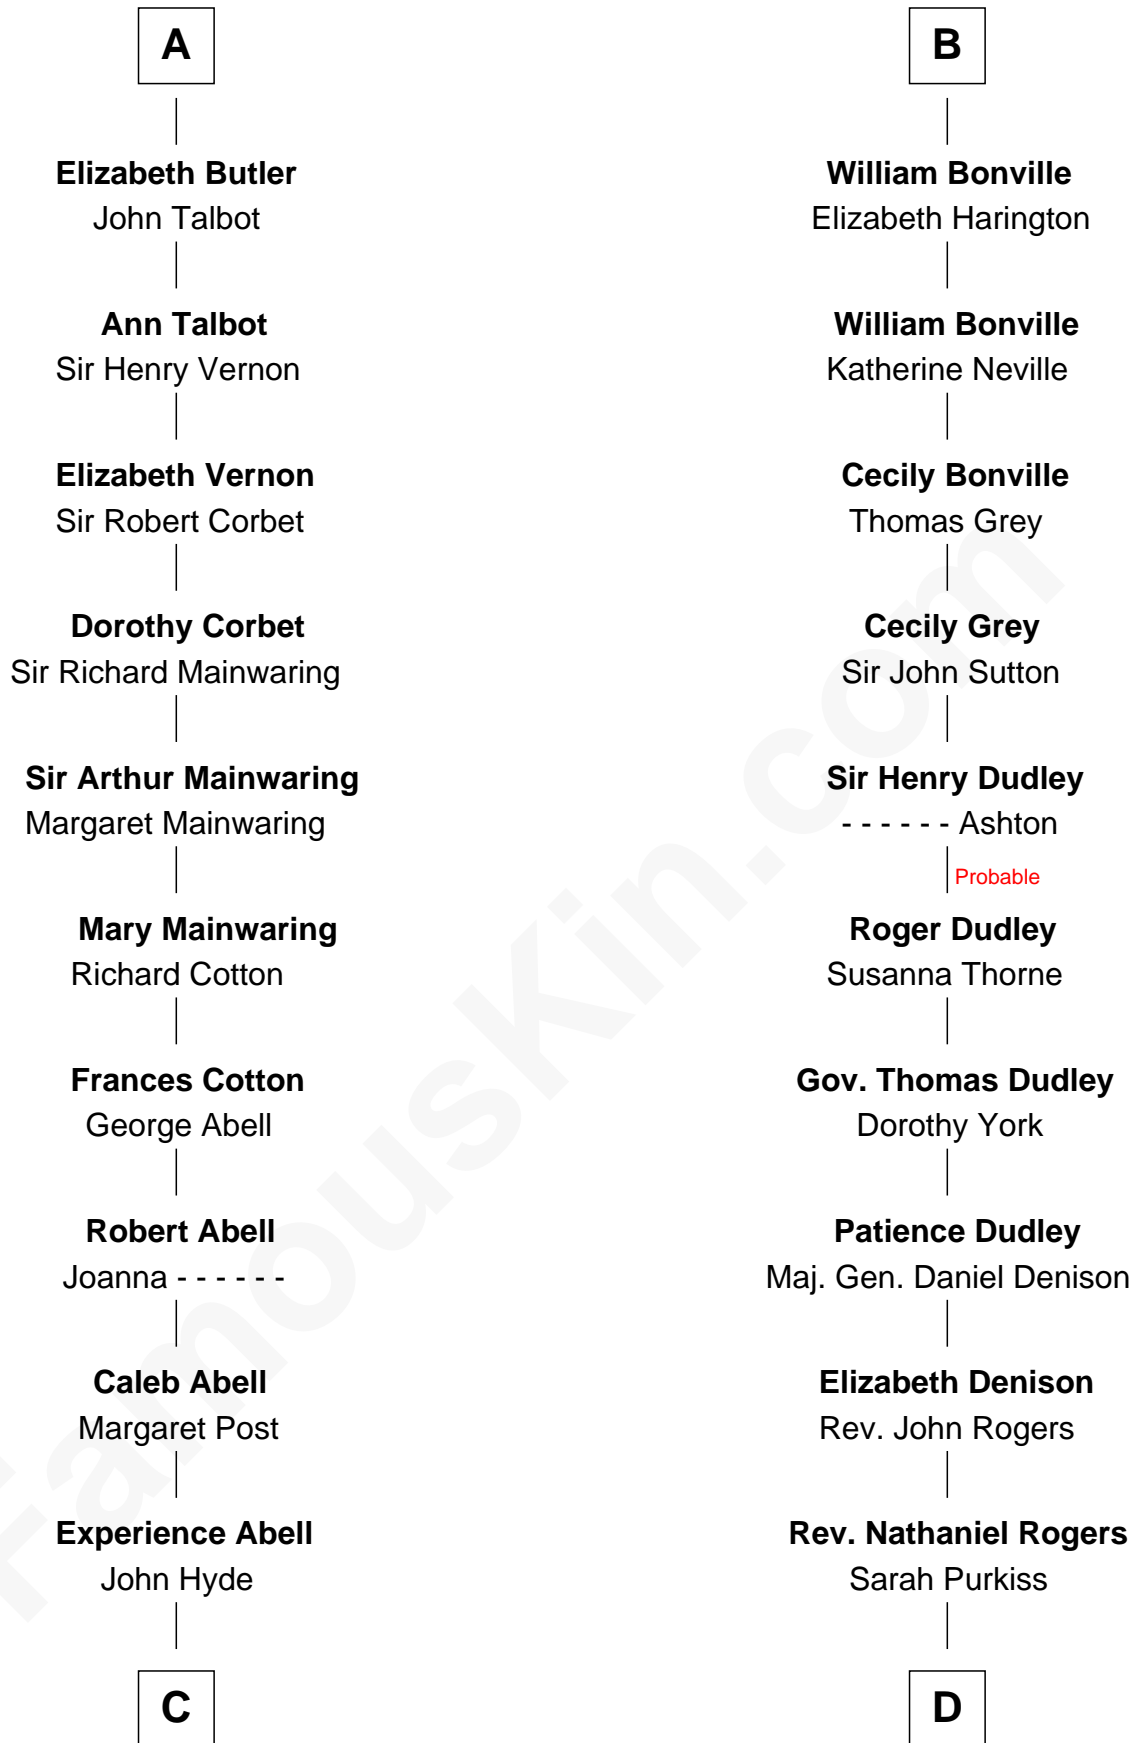 A
Elizabeth Butler
John Talbot
Ann Talbot
Sir Henry Vernon
Elizabeth Vernon
Sir Robert Corbet
Dorothy Corbet
Sir Richard Mainwaring
Sir Arthur Mainwaring
Margaret Mainwaring
Mary Mainwaring
Richard Cotton
Frances Cotton
George Abell
Robert Abell
Joanna - - - - - -
Caleb Abell
Margaret Post
Experience Abell
John Hyde
C
B
William Bonville
Elizabeth Harington
William Bonville
Katherine Neville
Cecily Bonville
Thomas Grey
Cecily Grey
Sir John Sutton
Sir Henry Dudley
- - - - - - Ashton
Probable
Roger Dudley
Susanna Thorne
Gov. Thomas Dudley
Dorothy York
Patience Dudley
Maj. Gen. Daniel Denison
Elizabeth Denison
Rev. John Rogers
Rev. Nathaniel Rogers
Sarah Purkiss
D
FamousKin.com